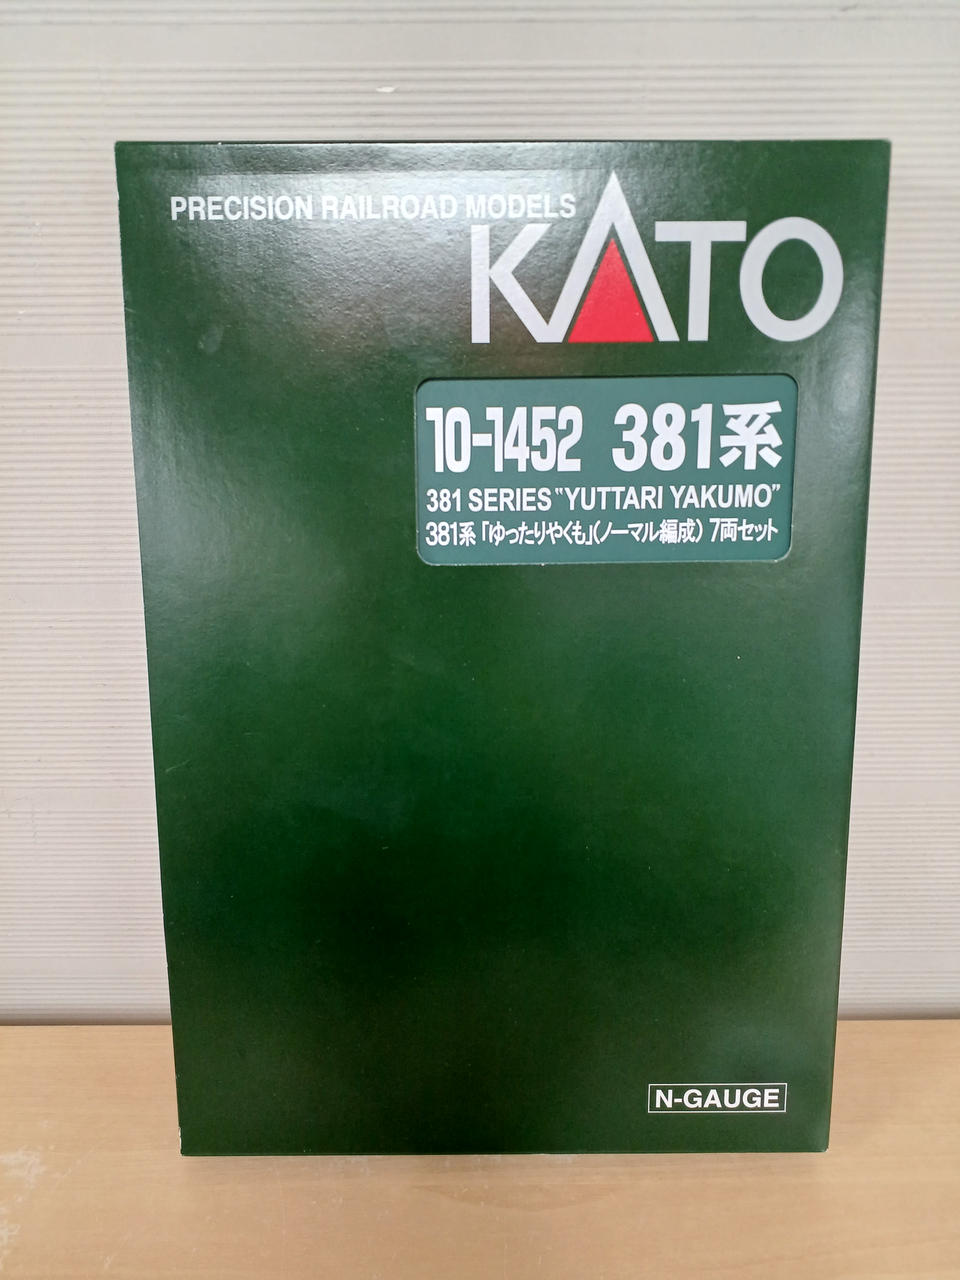 PRECISION RAILROAD MODELS
KATO
10-1452 381系
381 SERIES "YUTTARI YAKUMO"
381系「ゆったりやくも」(ノーマル編成) 7両セット
N-GAUGE